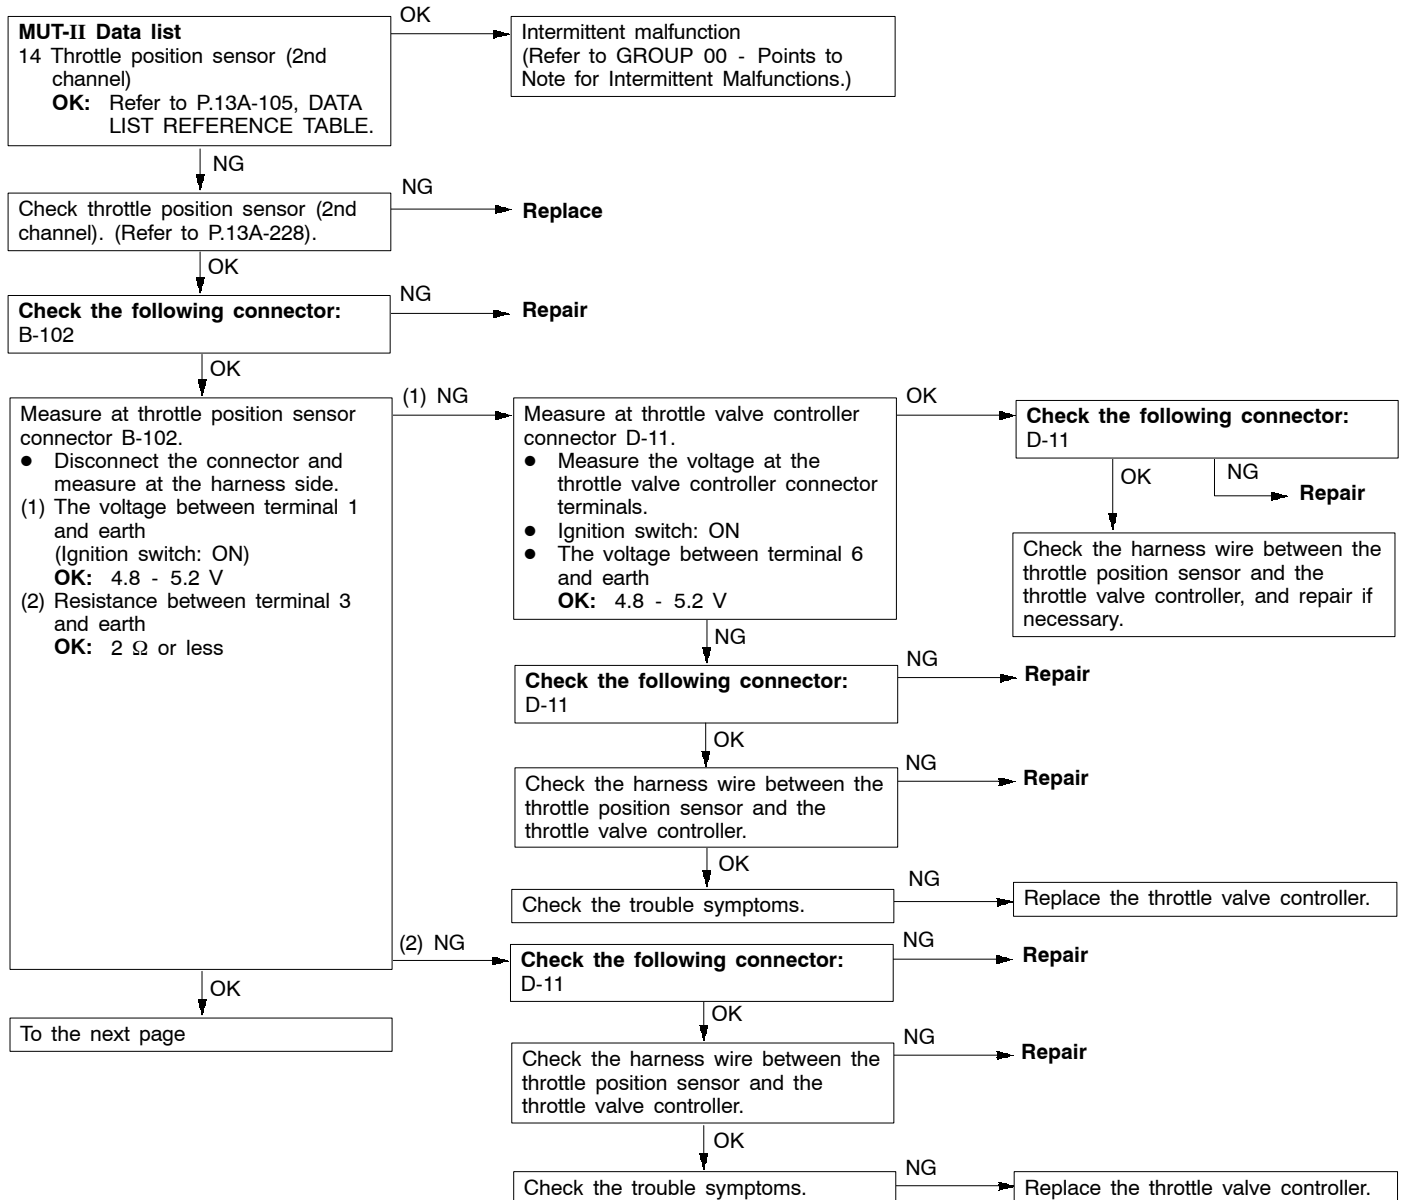 MUT-II Data list
14 Throttle position sensor (2nd
channel)
OK: Refer to P.13A-105, DATA
LIST REFERENCE TABLE.
OK
Intermittent malfunction
(Refer to GROUP 00 - Points to
Note for Intermittent Malfunctions.)
NG
Check throttle position sensor (2nd
channel). (Refer to P.13A-228).
NG
Replace
OK
Check the following connector:
B-102
NG
Repair
OK
Measure at throttle position sensor
connector B-102.
● Disconnect the connector and
measure at the harness side.
(1) The voltage between terminal 1
and earth
(Ignition switch: ON)
OK: 4.8 - 5.2 V
(2) Resistance between terminal 3
and earth
OK: 2 Ω or less
(1) NG
Measure at throttle valve controller
connector D-11.
● Measure the voltage at the
throttle valve controller connector
terminals.
● Ignition switch: ON
● The voltage between terminal 6
and earth
OK: 4.8 - 5.2 V
OK
Check the following connector:
D-11
OK
NG
Repair
Check the harness wire between the
throttle position sensor and the
throttle valve controller, and repair if
necessary.
NG
Check the following connector:
D-11
NG
Repair
OK
Check the harness wire between the
throttle position sensor and the
throttle valve controller.
NG
Repair
OK
Check the trouble symptoms.
NG
Replace the throttle valve controller.
(2) NG
Check the following connector:
D-11
NG
Repair
OK
Check the harness wire between the
throttle position sensor and the
throttle valve controller.
NG
Repair
OK
Check the trouble symptoms.
NG
Replace the throttle valve controller.
OK
To the next page